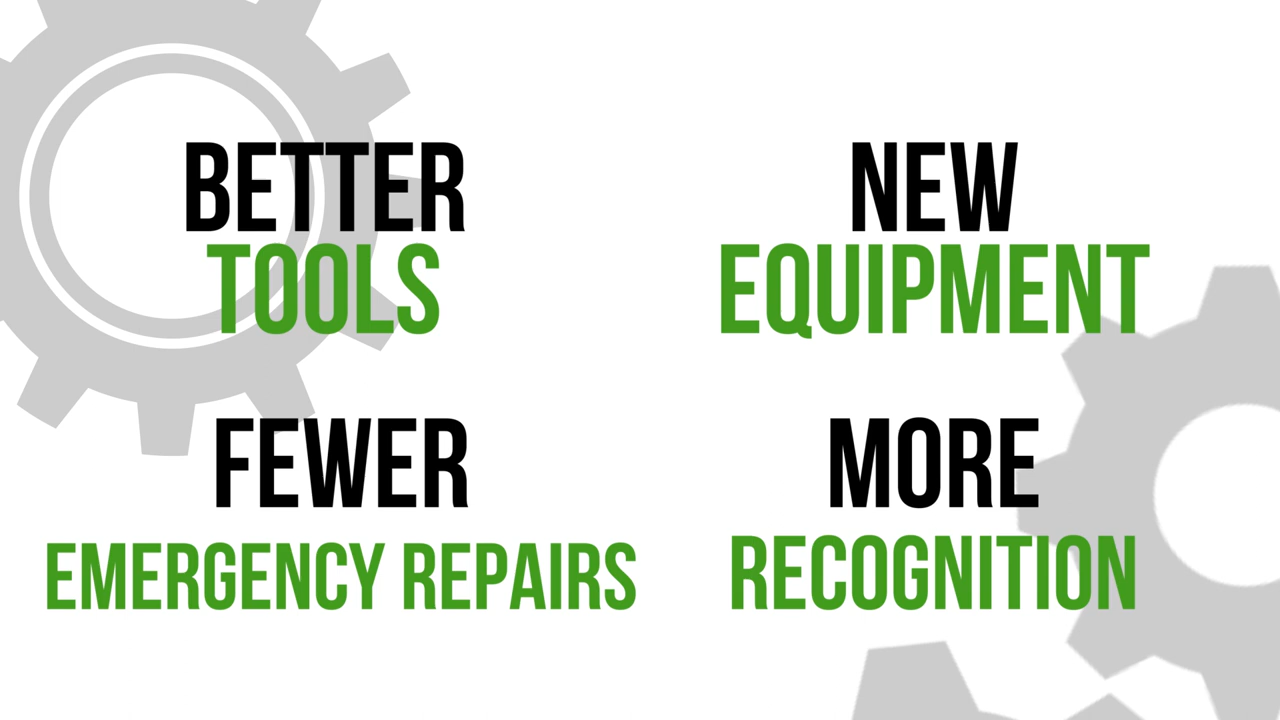 BETTER
TOOLS
NEW
EQUIPMENT
FEWER
EMERGENCY REPAIRS
MORE
RECOGNITION